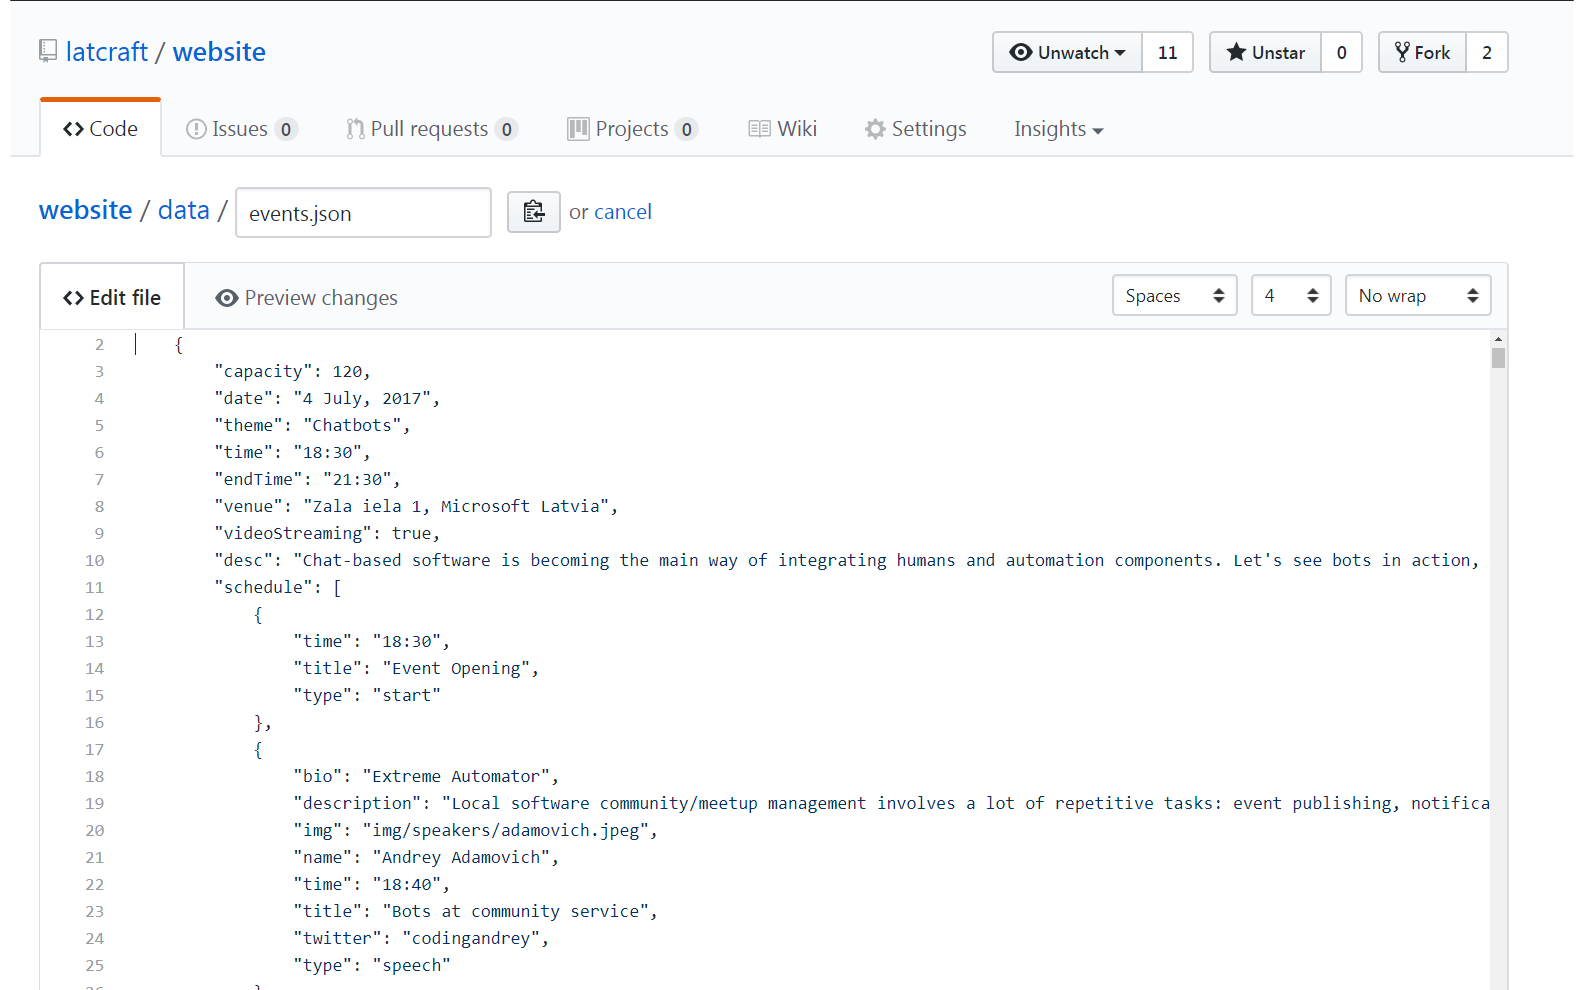 latcraft / website Unwatch 11 Unstar 0 Fork 2
Code Issues 0 Pull requests 0 Projects 0 Wiki Settings Insights
website / data / events.json or cancel
Edit file Preview changes Spaces 4 No wrap
2 {
3 "capacity": 120,
4 "date": "4 July, 2017",
5 "theme": "Chatbots",
6 "time": "18:30",
7 "endTime": "21:30",
8 "venue": "Zala iela 1, Microsoft Latvia",
9 "videoStreaming": true,
10 "desc": "Chat-based software is becoming the main way of integrating humans and automation components. Let's see bots in action,
11 "schedule": [
12 {
13 "time": "18:30",
14 "title": "Event Opening",
15 "type": "start"
16 },
17 {
18 "bio": "Extreme Automator",
19 "description": "Local software community/meetup management involves a lot of repetitive tasks: event publishing, notifica
20 "img": "img/speakers/adamovich.jpeg",
21 "name": "Andrey Adamovich",
22 "time": "18:40",
23 "title": "Bots at community service",
24 "twitter": "codingandrey",
25 "type": "speech"